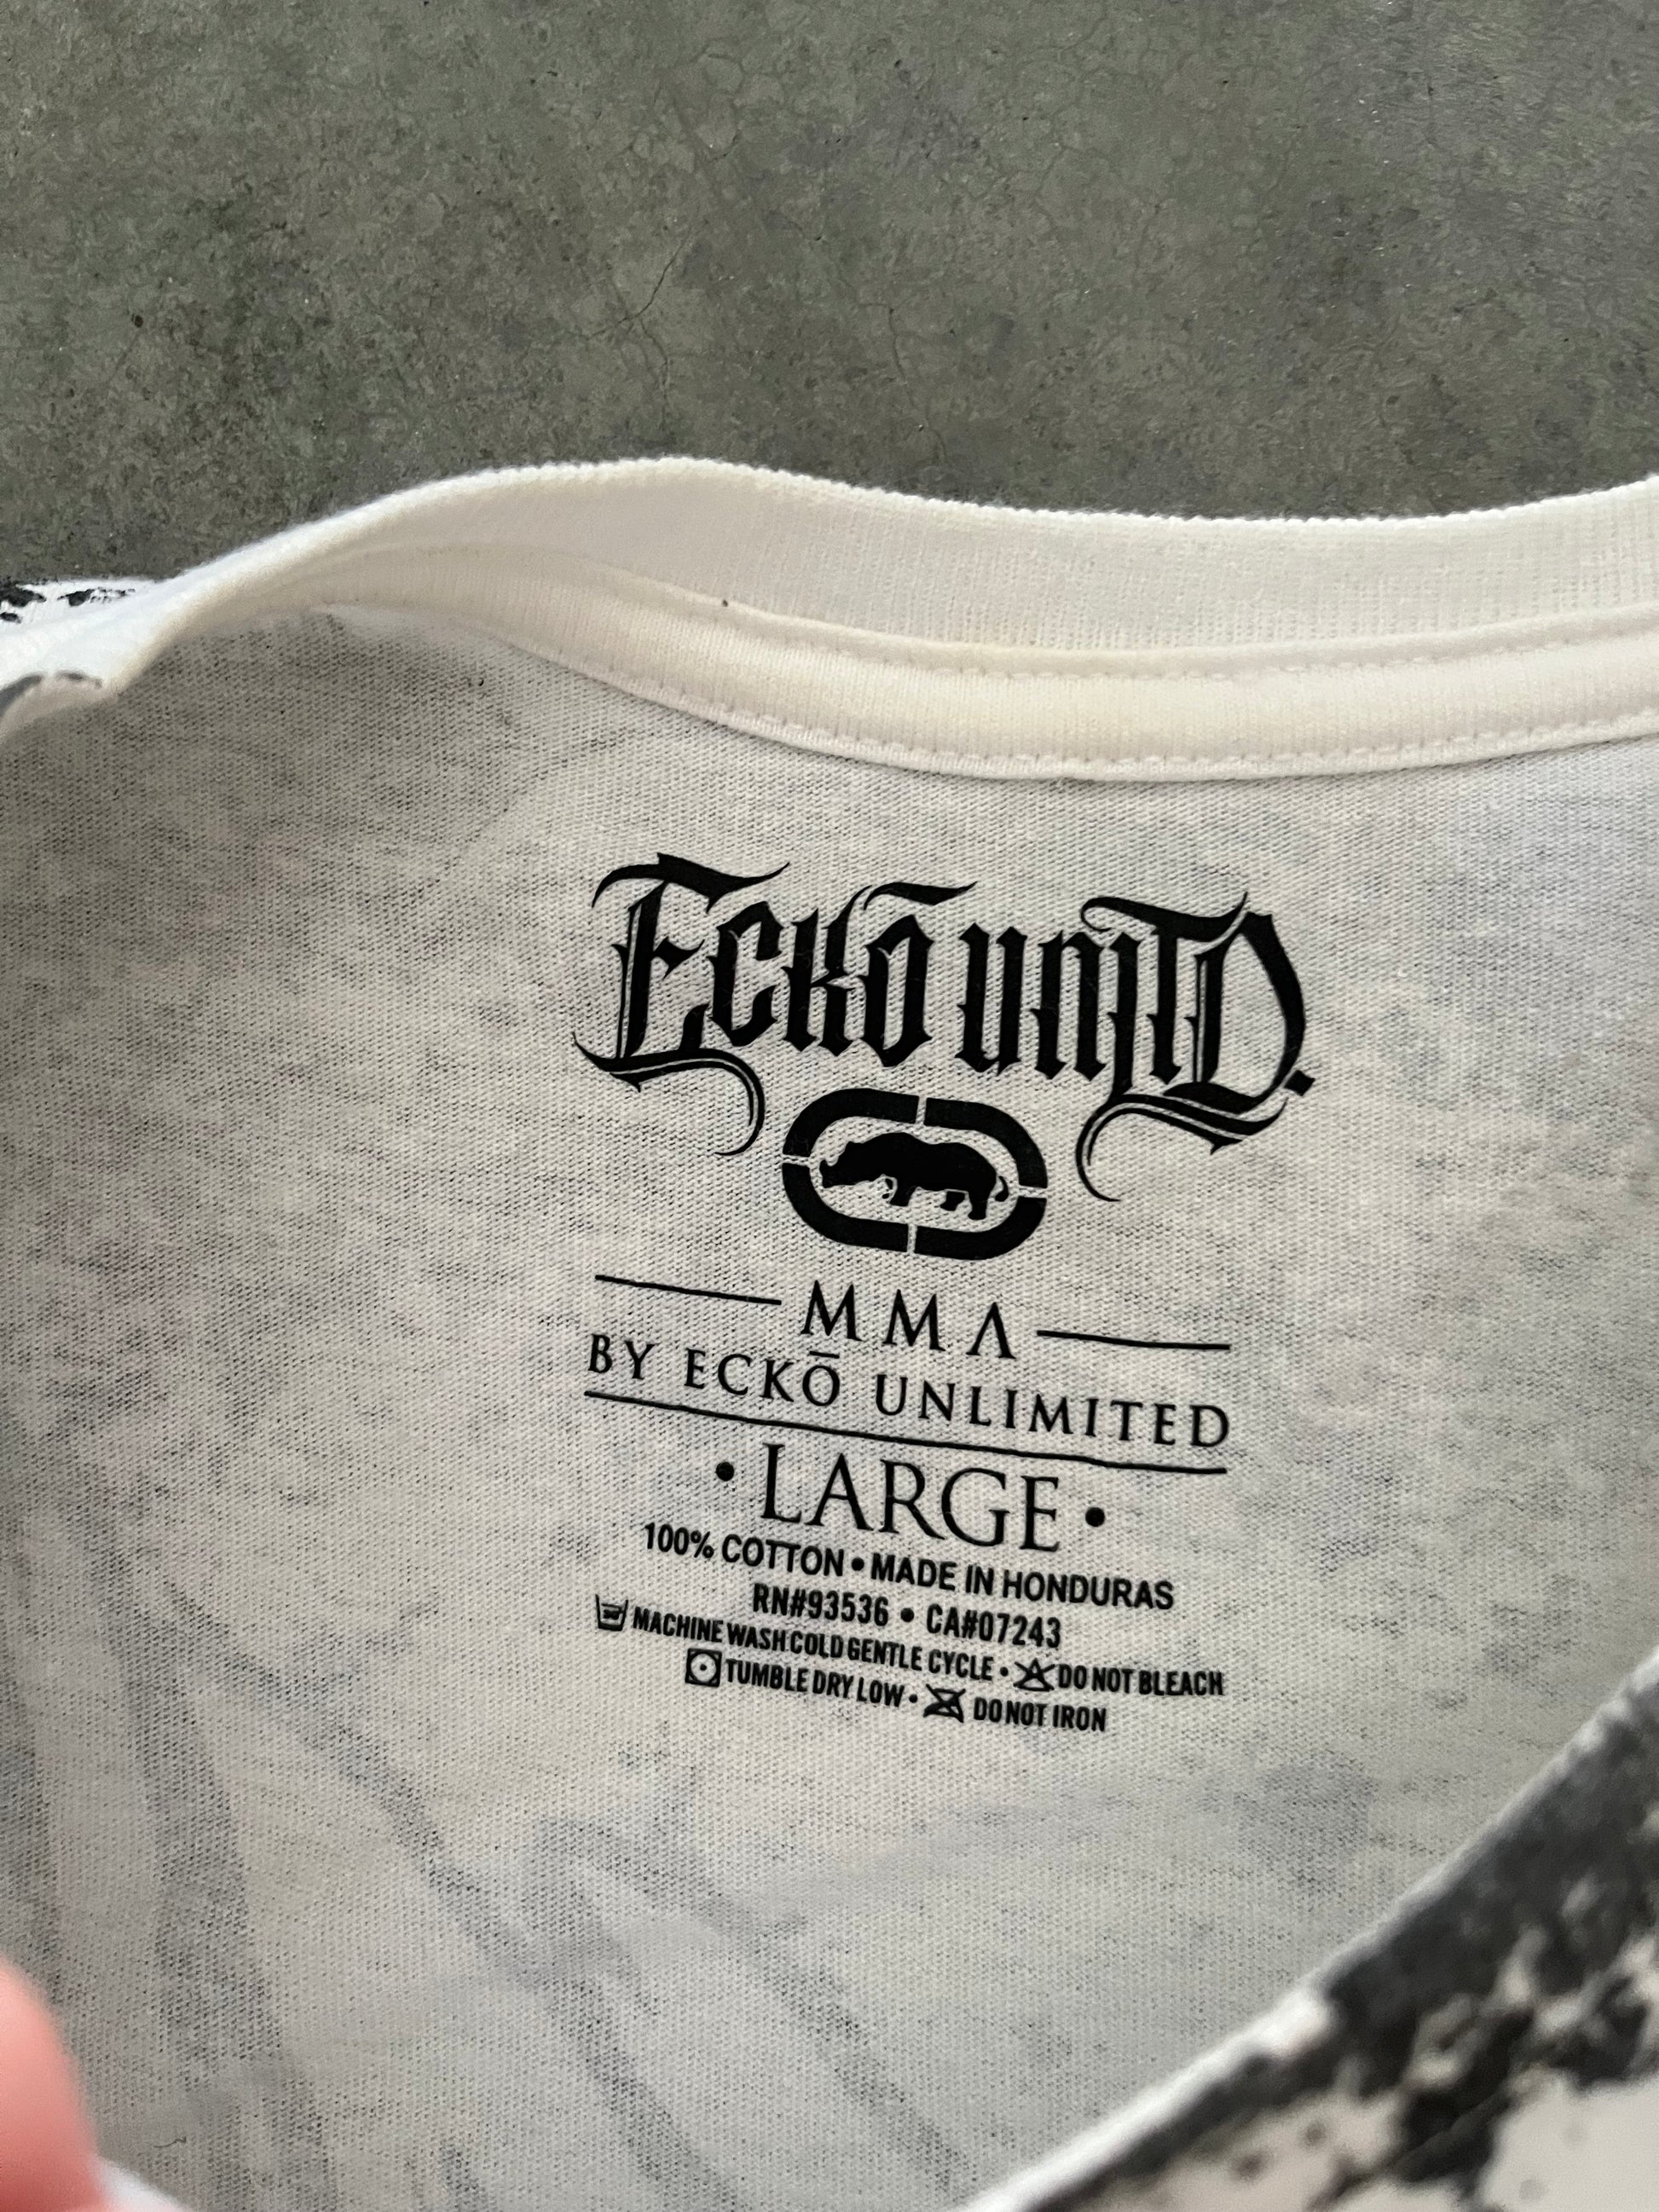 Eckō unltd.
MMA
BY ECKŌ UNLIMITED
• LARGE •
100% COTTON • MADE IN HONDURAS
RN#93536 • CA#07243
MACHINE WASH COLD GENTLE CYCLE • DO NOT BLEACH
TUMBLE DRY LOW • DO NOT IRON